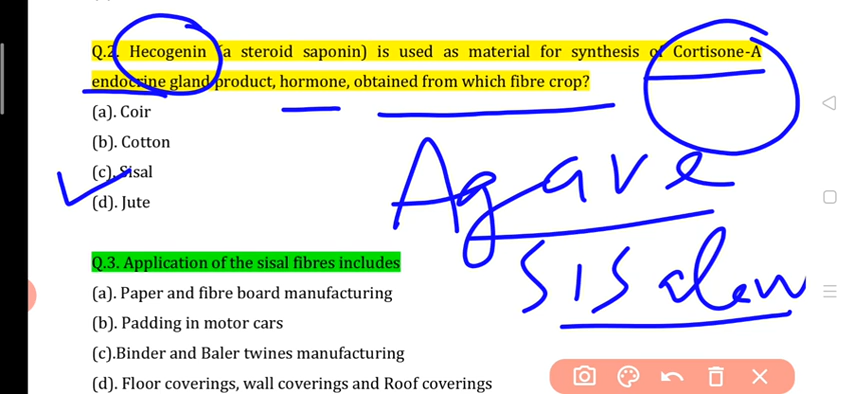 Q.2. Hecogenin (a steroid saponin) is used as material for synthesis of Cortisone-A
endocrine gland product, hormone, obtained from which fibre crop?
(a). Coir
(b). Cotton
(c). Sisal
(d). Jute
Agave
Sisalen
Q.3. Application of the sisal fibres includes
(a). Paper and fibre board manufacturing
(b). Padding in motor cars
(c).Binder and Baler twines manufacturing
(d). Floor coverings, wall coverings and Roof coverings